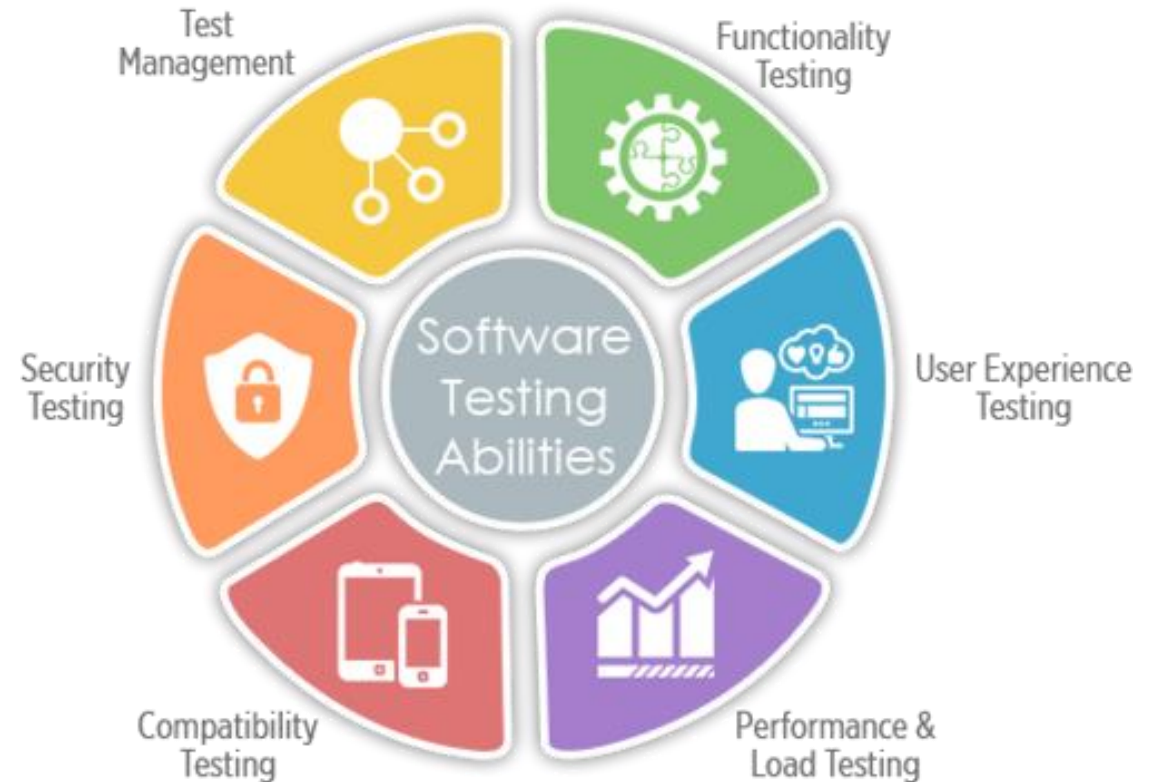 Test
Management
Functionality
Testing
Security
Testing
Software
Testing
Abilities
User Experience
Testing
Compatibility
Testing
Performance &
Load Testing